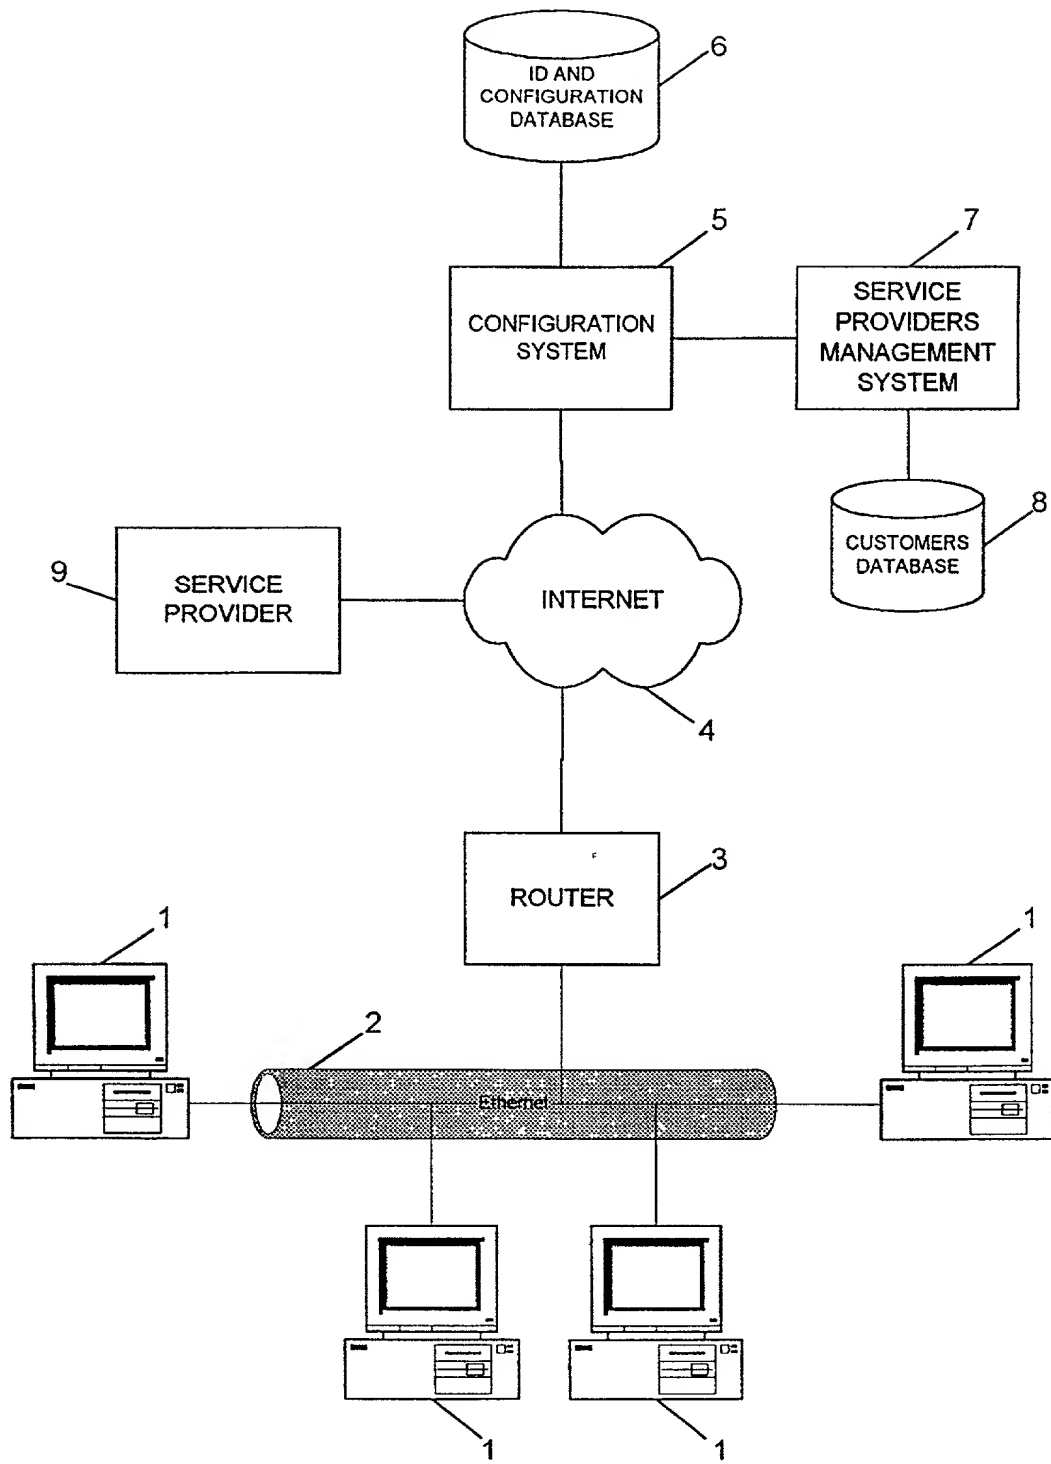 6
ID AND
CONFIGURATION
DATABASE
5
7
CONFIGURATION
SYSTEM
SERVICE
PROVIDERS
MANAGEMENT
SYSTEM
8
CUSTOMERS
DATABASE
9
SERVICE
PROVIDER
INTERNET
4
3
ROUTER
1
1
2
Ethernet
1
1